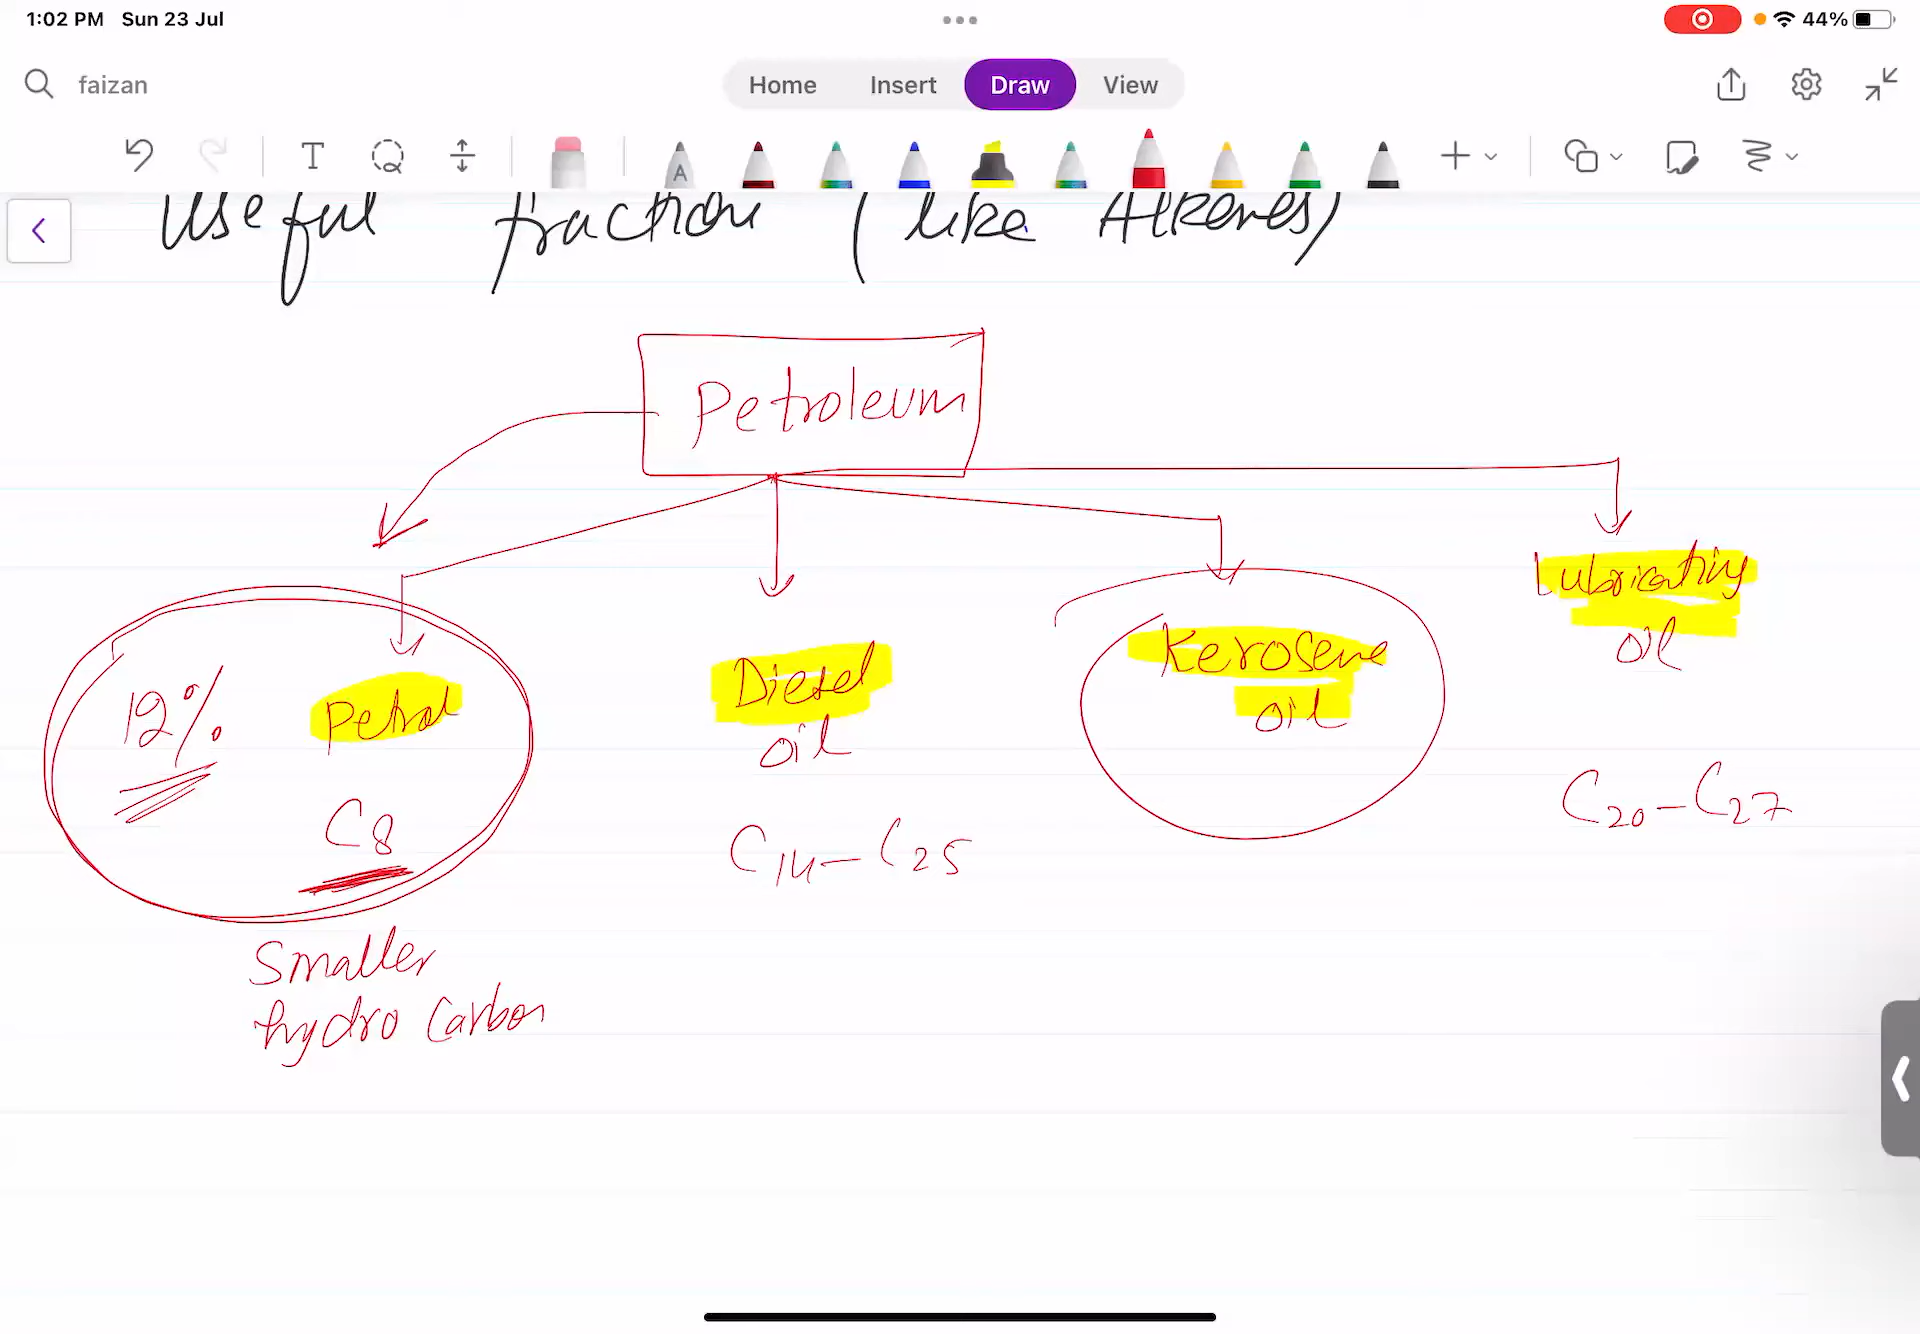 1:02 PM Sun 23 Jul
44%
faizan
Home Insert Draw View
T
A
Useful fraction (like Alkenes)
Petroleum
Lubricating
oil
Kerosene
oil
Diesel
oil
12% Petrol
C8
C14-C25
C20-C27
Smaller
hydro Carbon